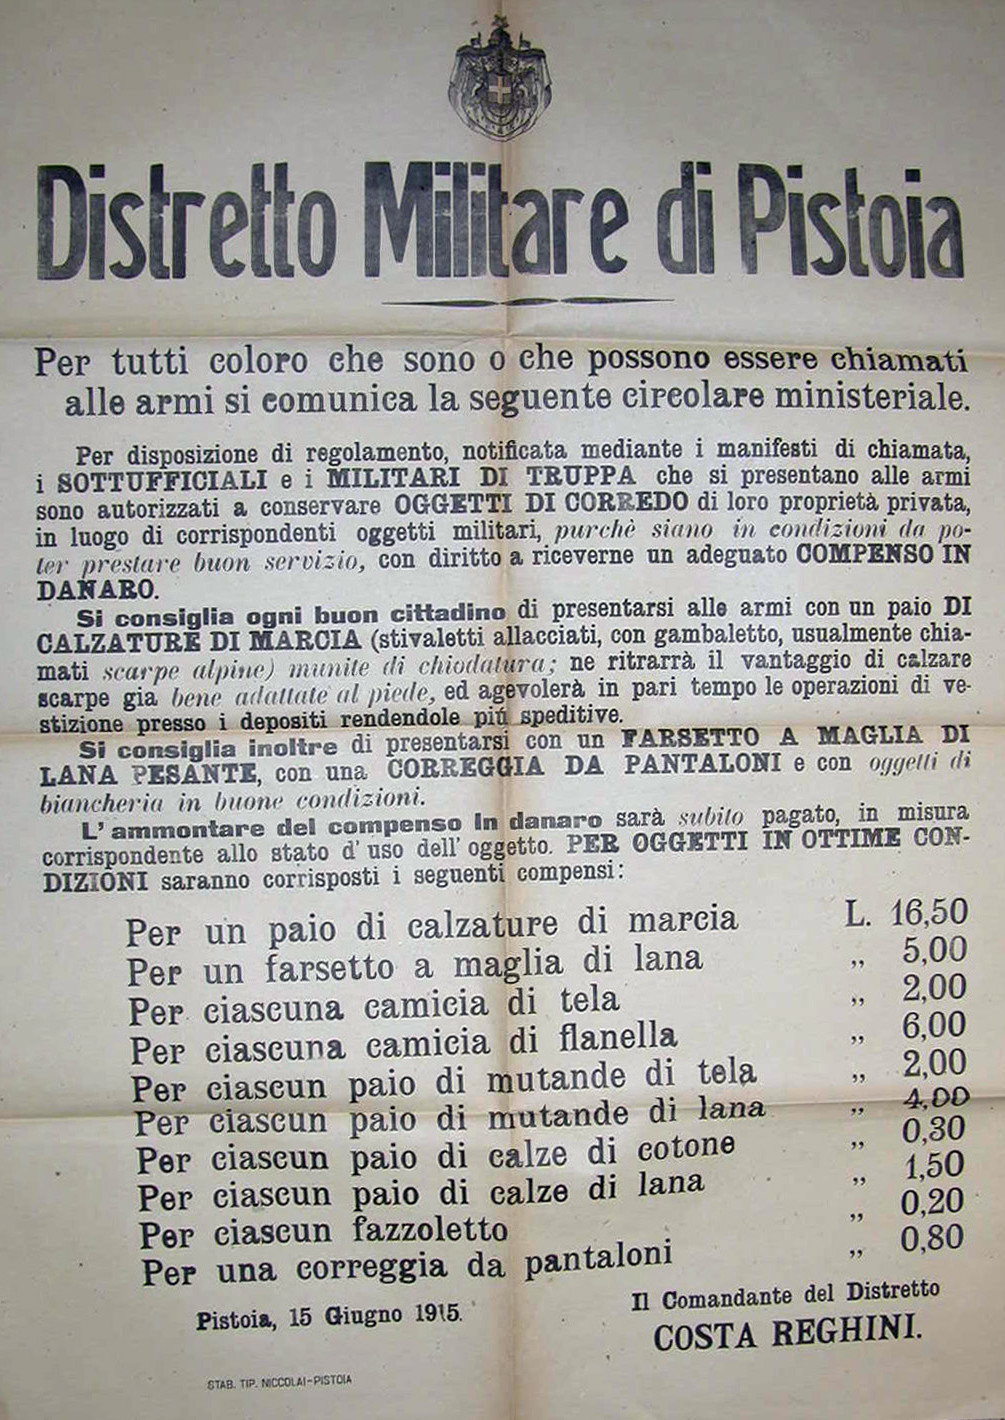 Distretto Militare di Pistoia
Per tutti coloro che sono o che possono essere chiamati
alle armi si comunica la seguente circolare ministeriale.
Per disposizione di regolamento, notificata mediante i manifesti di chiamata,
i SOTTUFFICIALI e i MILITARI DI TRUPPA che si presentano alle armi
sono autorizzati a conservare OGGETTI DI CORREDO di loro proprietà privata,
in luogo di corrispondenti oggetti militari, purchè siano in condizioni da po-
ter prestare buon servizio, con diritto a riceverne un adeguato COMPENSO IN
DANARO.
Si consiglia ogni buon cittadino di presentarsi alle armi con un paio DI
CALZATURE DI MARCIA (stivaletti allacciati, con gambaletto, usualmente chia-
mati scarpe alpine) munite di chiodatura; ne ritrarrà il vantaggio di calzare
scarpe gia bene adattate al piede, ed agevolerà in pari tempo le operazioni di ve-
stizione presso i depositi rendendole più speditive.
Si consiglia inoltre di presentarsi con un FARSETTO A MAGLIA DI
LANA PESANTE, con una CORREGGIA DA PANTALONI e con oggetti di
biancheria in buone condizioni.
L' ammontare del compenso in danaro sarà subito pagato, in misura
corrispondente allo stato d' uso dell' oggetto. PER OGGETTI IN OTTIME CON-
DIZIONI saranno corrisposti i seguenti compensi:
Per un paio di calzature di marcia L. 16,50
Per un farsetto a maglia di lana „ 5,00
Per ciascuna camicia di tela „ 2,00
Per ciascuna camicia di flanella „ 6,00
Per ciascun paio di mutande di tela „ 2,00
Per ciascun paio di mutande di lana „ 4,00
Per ciascun paio di calze di cotone „ 0,30
Per ciascun paio di calze di lana „ 1,50
Per ciascun fazzoletto „ 0,20
Per una correggia da pantaloni „ 0,80
Pistoia, 15 Giugno 1915.
Il Comandante del Distretto
COSTA REGHINI.
STAB. TIP. NICCOLAI-PISTOIA